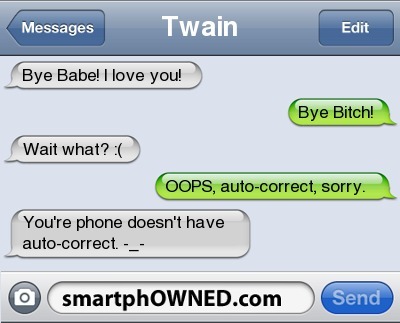 Messages
Twain
Edit
Bye Babe! I love you!
Bye Bitch!
Wait what? :(
OOPS, auto-correct, sorry.
You're phone doesn't have
auto-correct. -_-
smartphOWNED.com
Send